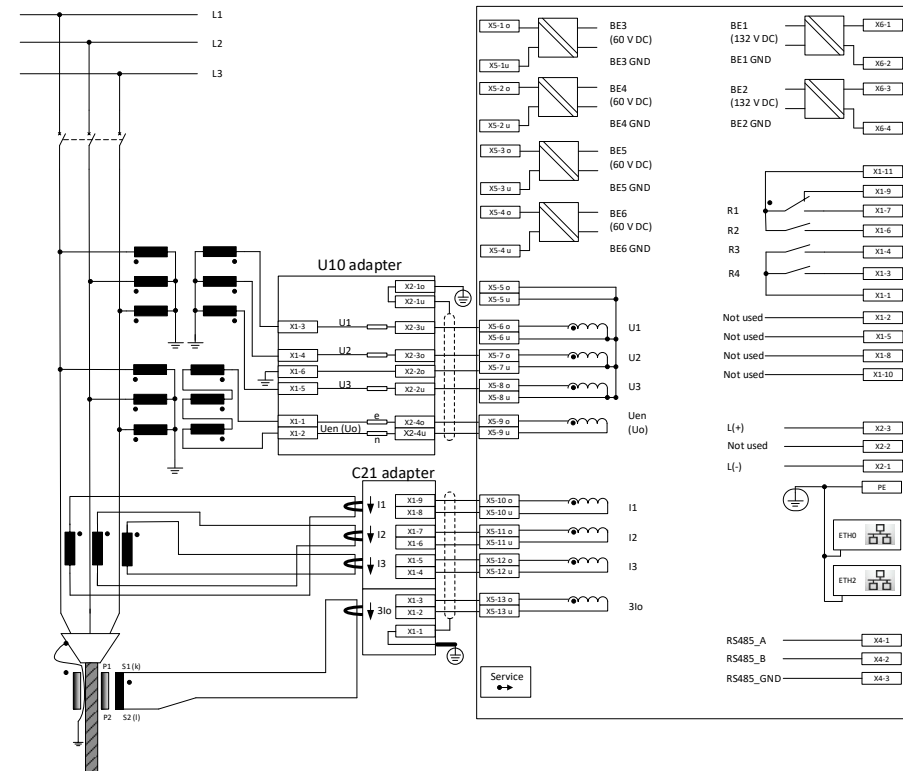 L1
L2
L3
U10 adapter
X2-1o
X2-1u
X1-3 U1 X2-3u
X1-4 U2 X2-3o
X1-6 X2-2o
X1-5 U3 X2-2u
X1-1 e X2-4o
X1-2 Uen (Uo) n X2-4u
C21 adapter
I1 X1-9
X1-8
I2 X1-7
X1-6
I3 X1-5
X1-4
3Io X1-3
X1-2
X1-1
P1 S1 (k)
P2 S2 (l)
X5-1 o BE3
(60 V DC)
X5-1u BE3 GND
X5-2 o BE4
(60 V DC)
X5-2 u BE4 GND
X5-3 o BE5
(60 V DC)
X5-3 u BE5 GND
X5-4 o BE6
(60 V DC)
X5-4 u BE6 GND
X5-5 o
X5-5 u
X5-6 o U1
X5-6 u
X5-7 o U2
X5-7 u
X5-8 o U3
X5-8 u
X5-9 o Uen
X5-9 u (Uo)
X5-10 o I1
X5-10 u
X5-11 o I2
X5-11 u
X5-12 o I3
X5-12 u
X5-13 o 3Io
X5-13 u
Service
BE1 X6-1
(132 V DC)
BE1 GND X6-2
BE2 X6-3
(132 V DC)
BE2 GND X6-4
X1-11
X1-9
R1 X1-7
R2 X1-6
R3 X1-4
R4 X1-3
X1-1
Not used X1-2
Not used X1-5
Not used X1-8
Not used X1-10
L(+) X2-3
Not used X2-2
L(-) X2-1
PE
ETH0
ETH2
RS485_A X4-1
RS485_B X4-2
RS485_GND X4-3